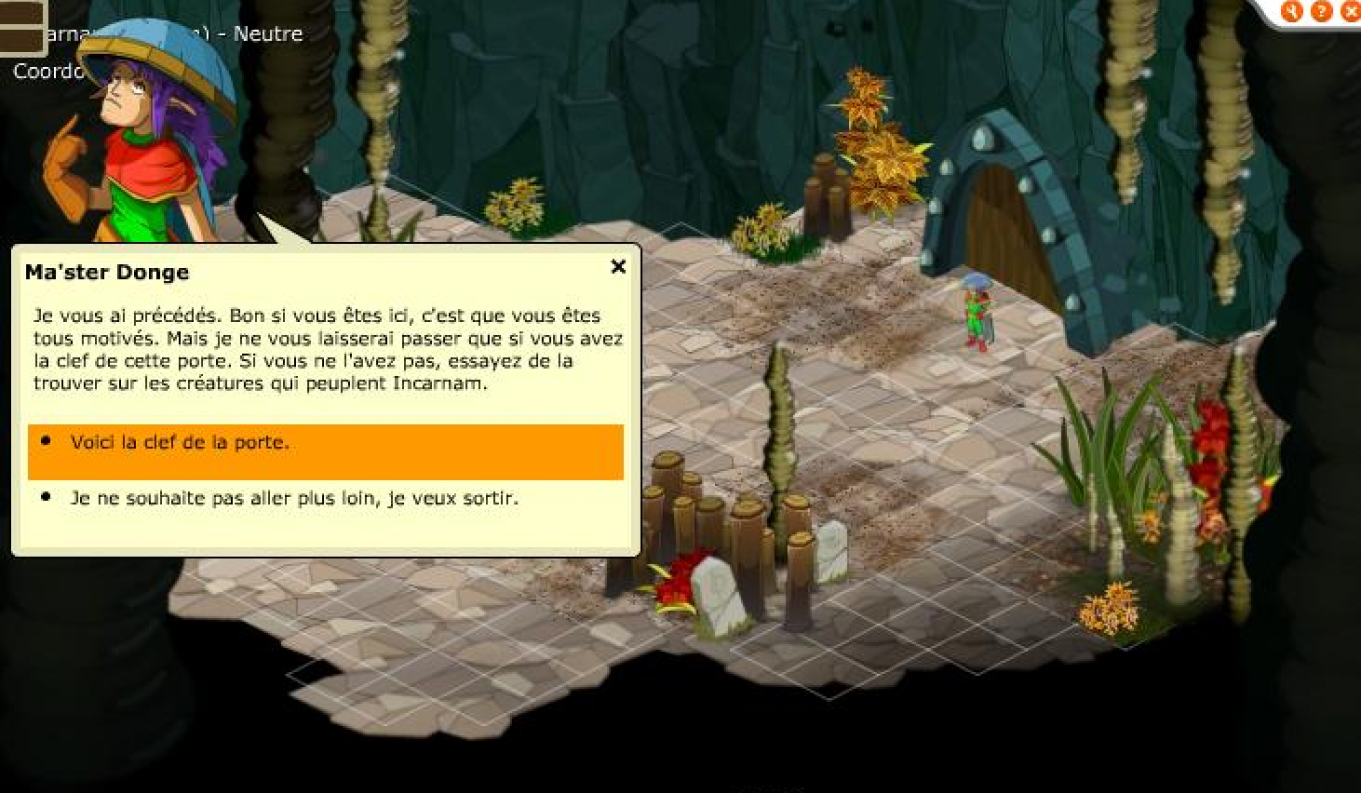 - Neutre
Ma'ster Donge
Je vous ai précédés. Bon si vous êtes ici, c'est que vous êtes
tous motivés. Mais je ne vous laisserai passer que si vous avez
la clef de cette porte. Si vous ne l'avez pas, essayez de la
trouver sur les créatures qui peuplent Incarnam.
• Voici la clef de la porte.
• Je ne souhaite pas aller plus loin, je veux sortir.